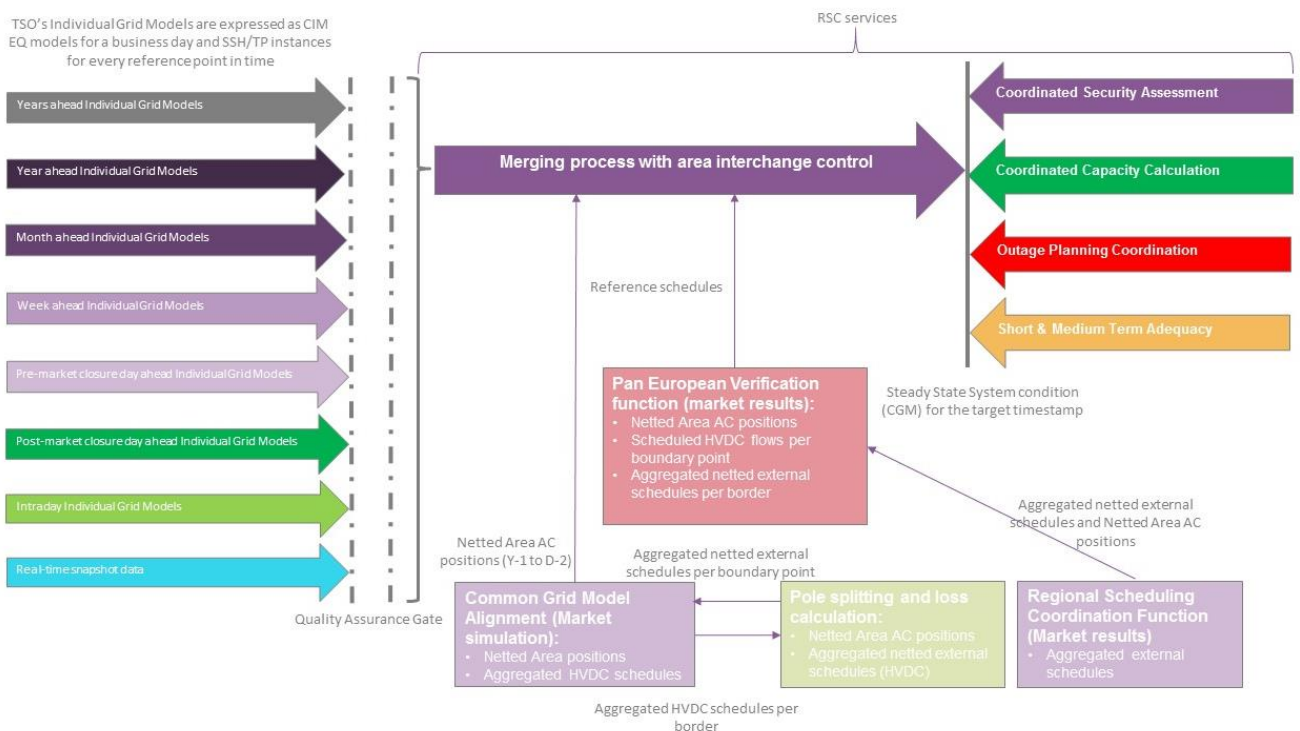 TSO's Individual Grid Models are expressed as CIM
EQ models for a business day and SSH/TP instances
for every reference point in time
RSC services
Years ahead Individual Grid Models
Year ahead Individual Grid Models
Month ahead Individual Grid Models
Week ahead Individual Grid Models
Pre-market closure day ahead Individual Grid Models
Post-market closure day ahead Individual Grid Models
Intraday Individual Grid Models
Real-time snapshot data
Quality Assurance Gate
Merging process with area interchange control
Coordinated Security Assessment
Coordinated Capacity Calculation
Outage Planning Coordination
Short & Medium Term Adequacy
Steady State System condition
(CGM) for the target timestamp
Reference schedules
Pan European Verification
function (market results):
• Netted Area AC positions
• Scheduled HVDC flows per
boundary point
• Aggregated netted external
schedules per border
Netted Area AC
positions (Y-1 to D-2)
Aggregated netted external
schedules per boundary point
Aggregated netted external
schedules and Netted Area AC
positions
Common Grid Model
Alignment (Market
simulation):
• Netted Area positions
• Aggregated HVDC schedules
Pole splitting and loss
calculation:
• Netted Area AC positions
• Aggregated netted external
schedules (HVDC)
Regional Scheduling
Coordination Function
(Market results)
• Aggregated external
schedules
Aggregated HVDC schedules per
border